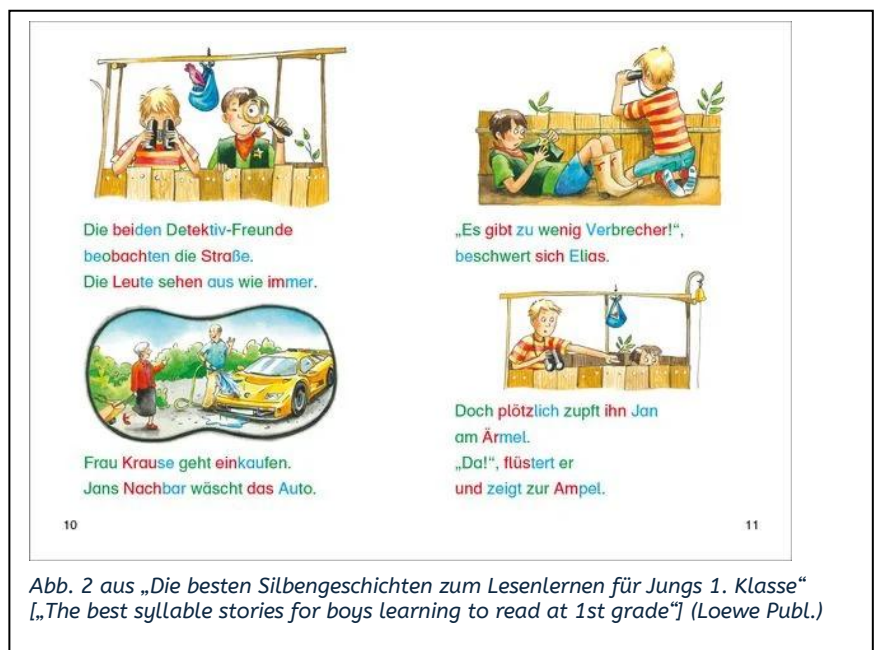 Die beiden Detektiv-Freunde
beobachten die Straße.
Die Leute sehen aus wie immer.
Frau Krause geht einkaufen.
Jans Nachbar wäscht das Auto.
10
„Es gibt zu wenig Verbrecher!“,
beschwert sich Elias.
Doch plötzlich zupft ihn Jan
am Ärmel.
„Da!“, flüstert er
und zeigt zur Ampel.
11
Abb. 2 aus „Die besten Silbengeschichten zum Lesenlernen für Jungs 1. Klasse“
[„The best syllable stories for boys learning to read at 1st grade“] (Loewe Publ.)